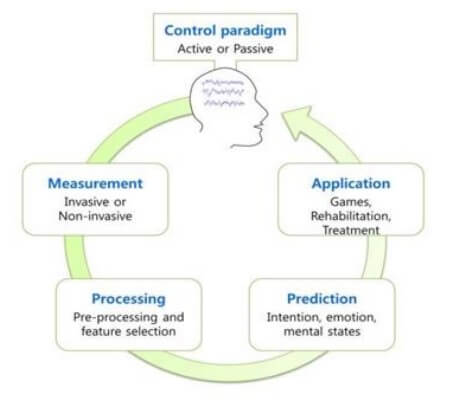 Control paradigm
Active or Passive
Measurement
Invasive or
Non-invasive
Application
Games,
Rehabilitation,
Treatment
Processing
Pre-processing and
feature selection
Prediction
Intention, emotion,
mental states